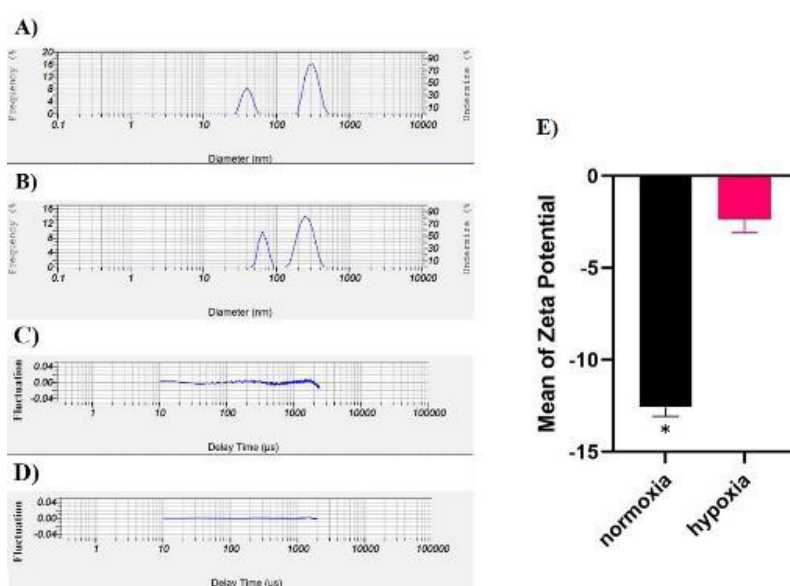 A)
Frequency (%
20
16
12
8
4
0
90
70
50
30
10
Undersize (%
0.1 1 10 100 1000 10000
Diameter (nm)
B)
Frequency (%
16
12
8
4
0
90
70
50
30
10
Undersize (%
0.1 1 10 100 1000 10000
Diameter (nm)
C)
Fluctuation
0.04
0.00
-0.04
1 10 100 1000 10000 100000
Delay Time (µs)
D)
Fluctuation
0.04
0.00
-0.04
1 10 100 1000 10000 100000
Delay Time (µs)
E)
Mean of Zeta Potential
0
-5
-10
-15
*
normoxia
hypoxia